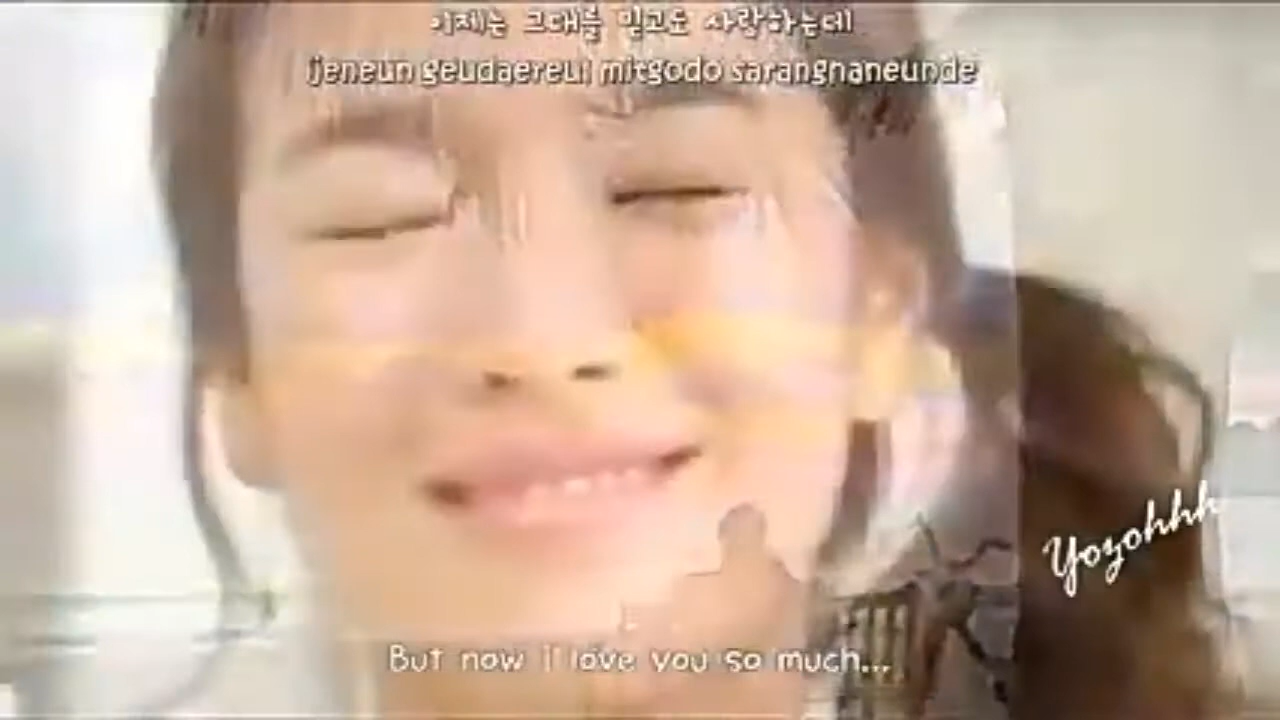 이제는 그대를 믿고도 사랑하는데
ijeneun geudaereul mitgodo saranghaneunde
Yoyohhh
But now i love you so much...